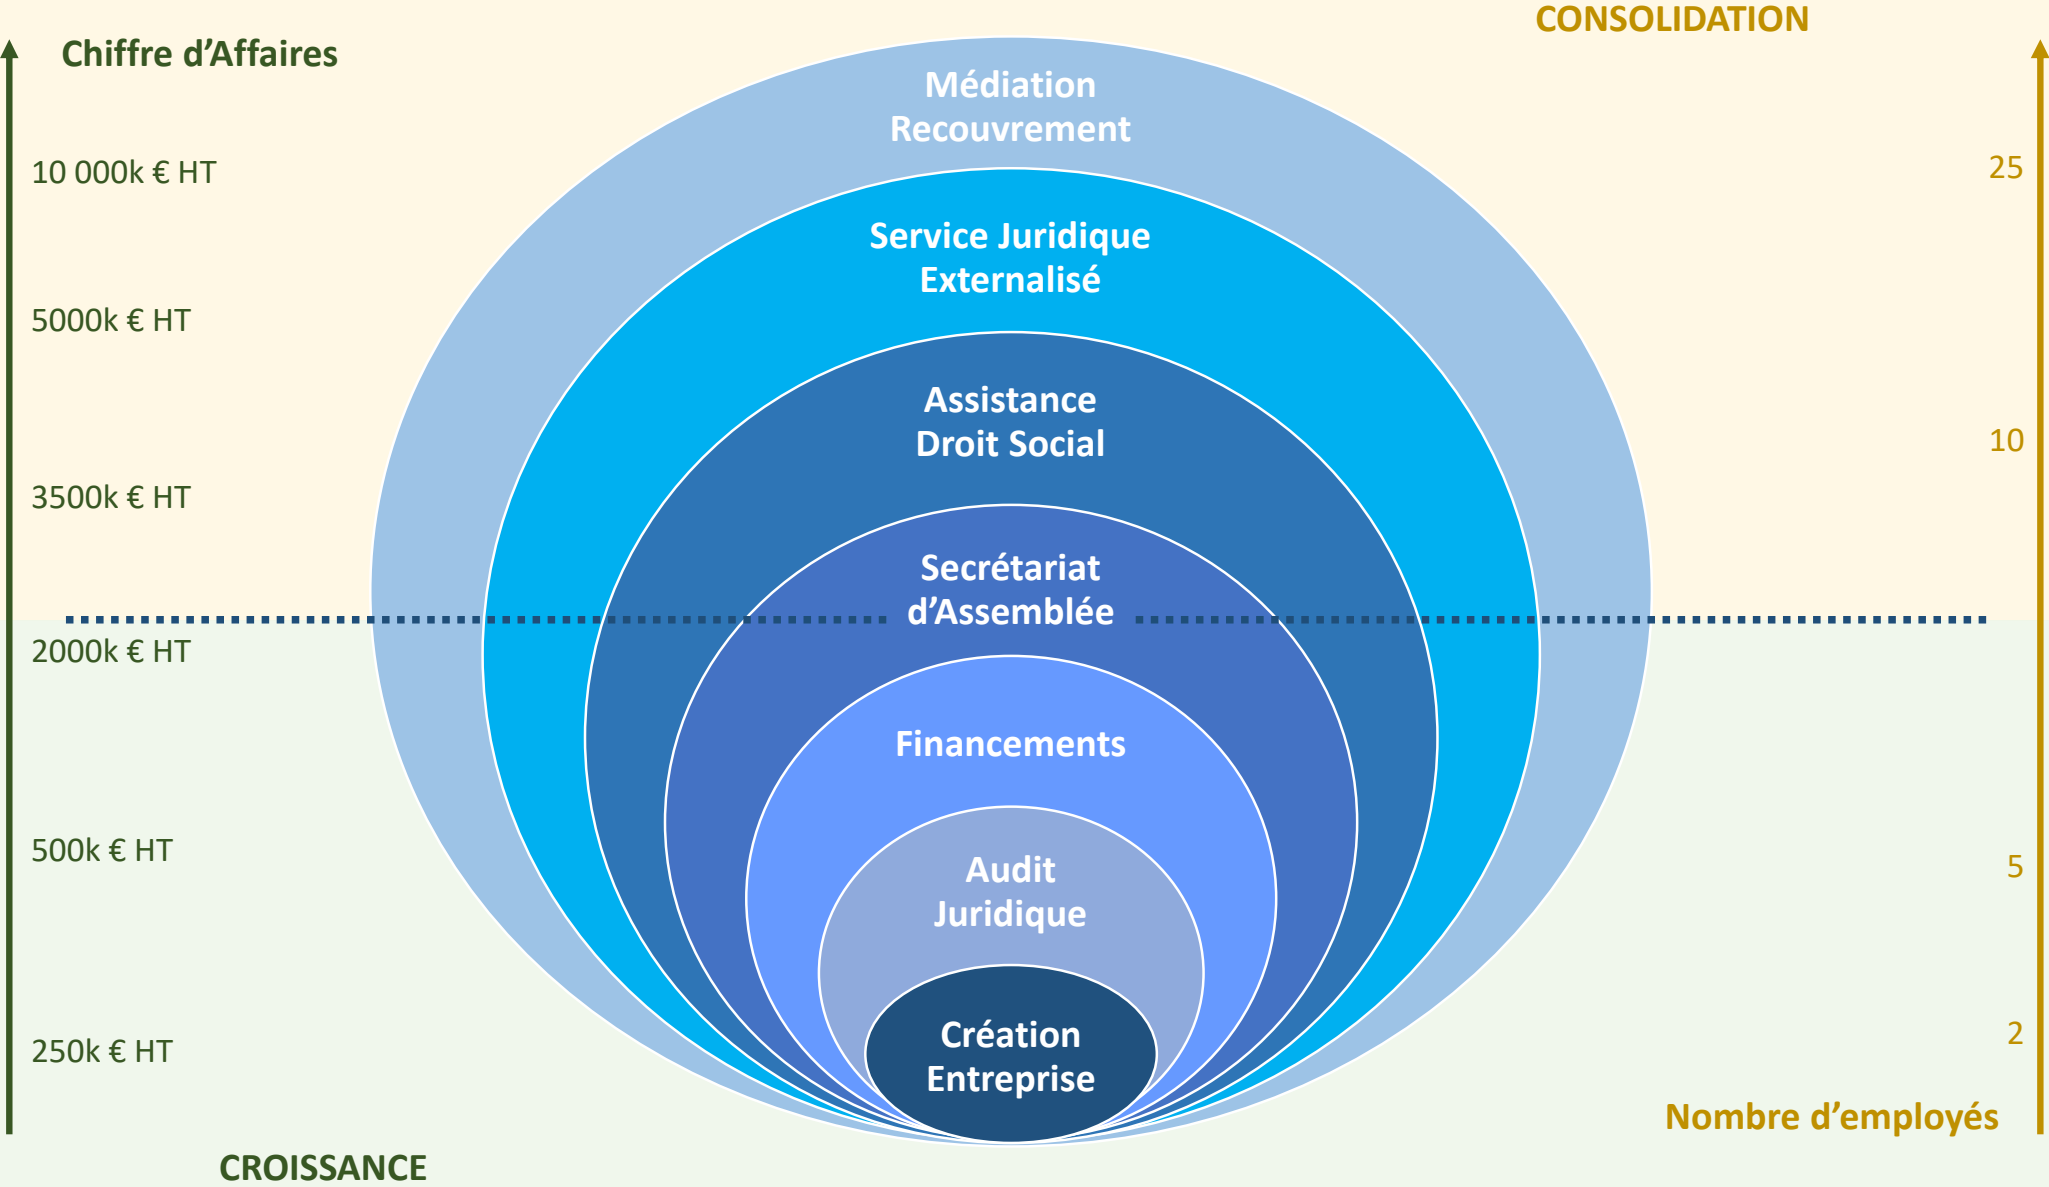 CONSOLIDATION
Chiffre d’Affaires
Médiation
Recouvrement
10 000k € HT
25
Service Juridique
Externalisé
5000k € HT
Assistance
Droit Social
10
3500k € HT
Secrétariat
d’Assemblée
2000k € HT
Financements
500k € HT
Audit
Juridique
5
250k € HT
Création
Entreprise
2
Nombre d’employés
CROISSANCE